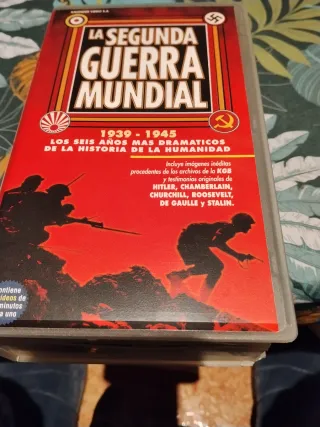 LA SEGUNDA
GUERRA
MUNDIAL
1939 - 1945
LOS SEIS AÑOS MAS DRAMATICOS
DE LA HISTORIA DE LA HUMANIDAD
Incluye imágenes inéditas
procedentes de los archivos de la KGB
y testimonios originales de
HITLER, CHAMBERLAIN,
CHURCHILL, ROOSEVELT,
DE GAULLE y STALIN.
ontiene
ídeos de
minutos
a uno